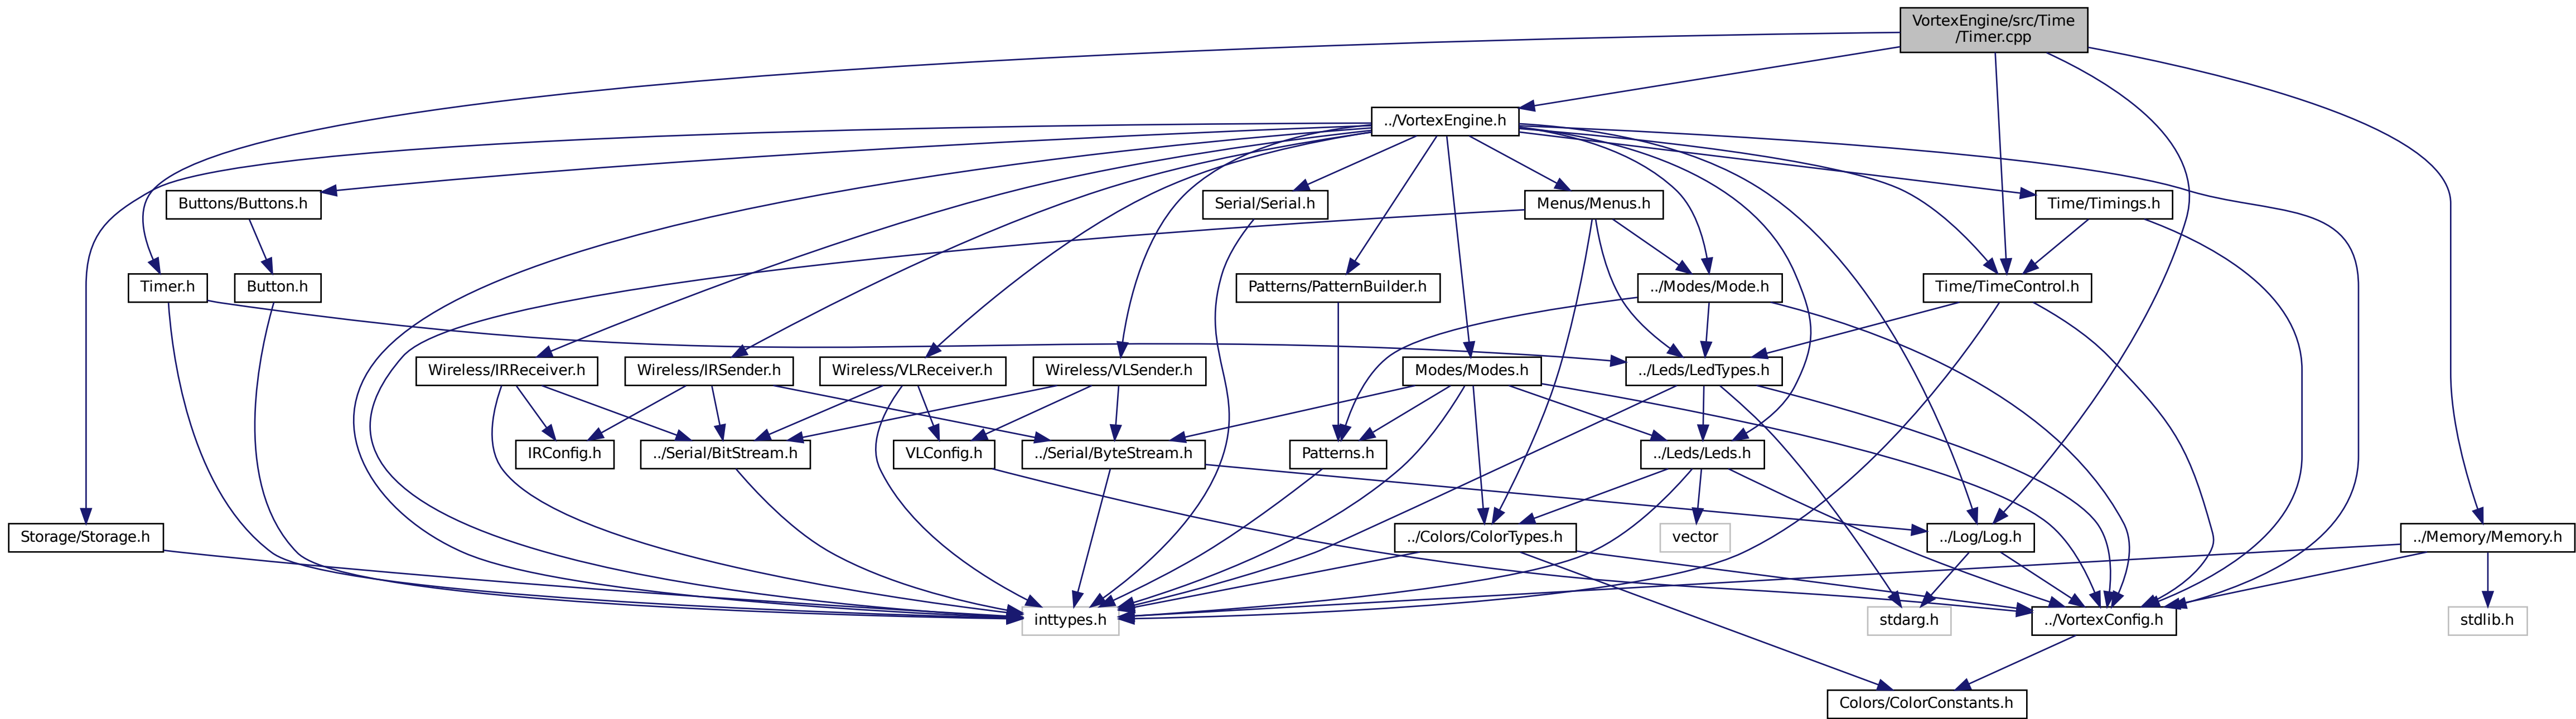 VortexEngine/src/Time
/Timer.cpp
../VortexEngine.h
Buttons/Buttons.h
Serial/Serial.h
Menus/Menus.h
Time/Timings.h
Timer.h
Button.h
Patterns/PatternBuilder.h
../Modes/Mode.h
Time/TimeControl.h
Wireless/IRReceiver.h
Wireless/IRSender.h
Wireless/VLReceiver.h
Wireless/VLSender.h
Modes/Modes.h
../Leds/LedTypes.h
IRConfig.h
../Serial/BitStream.h
VLConfig.h
../Serial/ByteStream.h
Patterns.h
../Leds/Leds.h
Storage/Storage.h
../Colors/ColorTypes.h
vector
../Log/Log.h
../Memory/Memory.h
inttypes.h
stdarg.h
../VortexConfig.h
stdlib.h
Colors/ColorConstants.h